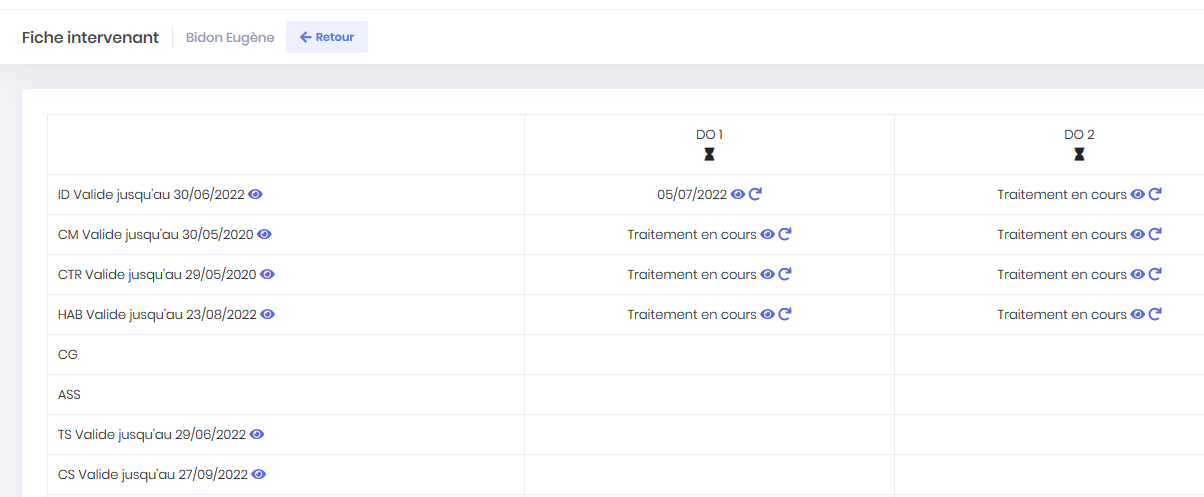 Fiche intervenant Bidon Eugène Retour
DO 1 DO 2
ID Valide jusqu'au 30/06/2022 05/07/2022 Traitement en cours
CM Valide jusqu'au 30/05/2020 Traitement en cours Traitement en cours
CTR Valide jusqu'au 29/05/2020 Traitement en cours Traitement en cours
HAB Valide jusqu'au 23/08/2022 Traitement en cours Traitement en cours
CG
ASS
TS Valide jusqu'au 29/06/2022
CS Valide jusqu'au 27/09/2022